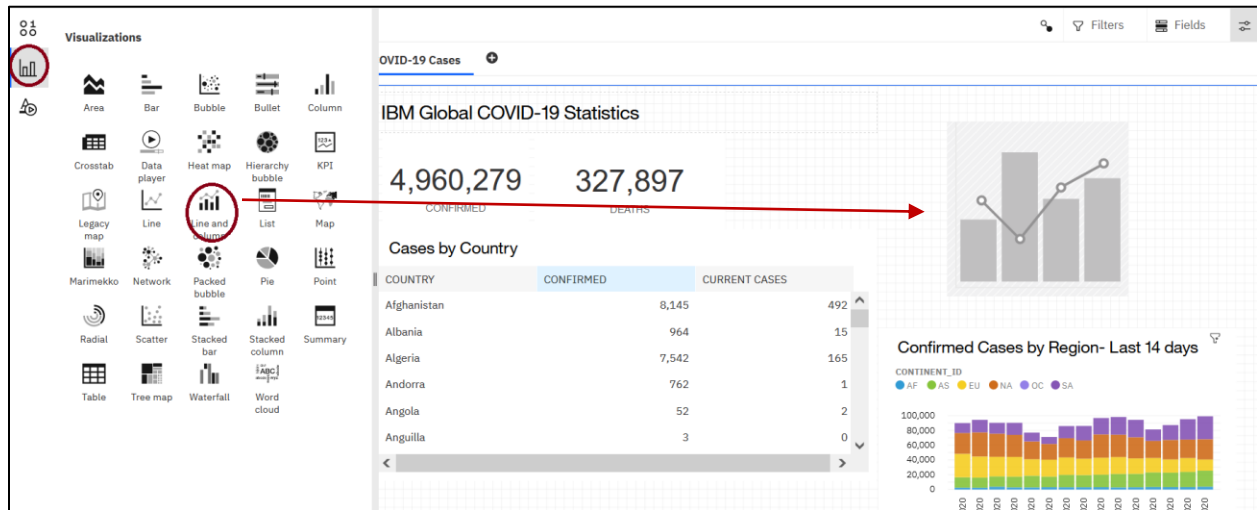 Visualizations
Area
Bar
Bubble
Bullet
Column
Crosstab
Data player
Heat map
Hierarchy bubble
KPI
Legacy map
Line
Line and column
List
Map
Marimekko
Network
Packed bubble
Pie
Point
Radial
Scatter
Stacked bar
Stacked column
Summary
Table
Tree map
Waterfall
Word cloud
Filters
Fields
OVID-19 Cases
IBM Global COVID-19 Statistics
4,960,279 327,897
CONFIRMED DEATHS
Cases by Country
COUNTRY CONFIRMED CURRENT CASES
Afghanistan 8,145 492
Albania 964 15
Algeria 7,542 165
Andorra 762 1
Angola 52 2
Anguilla 3 0
Confirmed Cases by Region- Last 14 days
CONTINENT_ID
AF AS EU NA OC SA
100,000
80,000
60,000
40,000
20,000
0